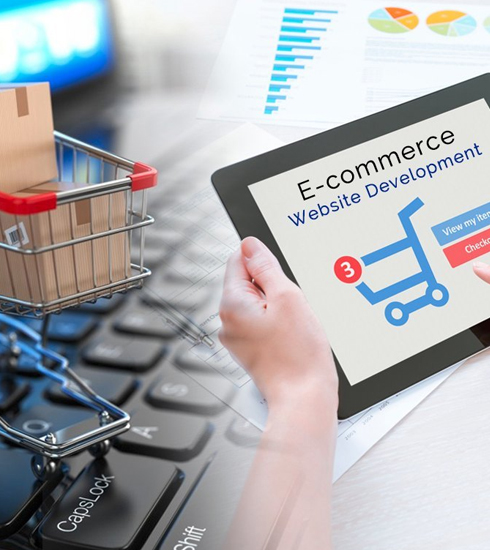 E-commerce
Website Development
3
View my item
Checko
S
A
CapsLock
Shift